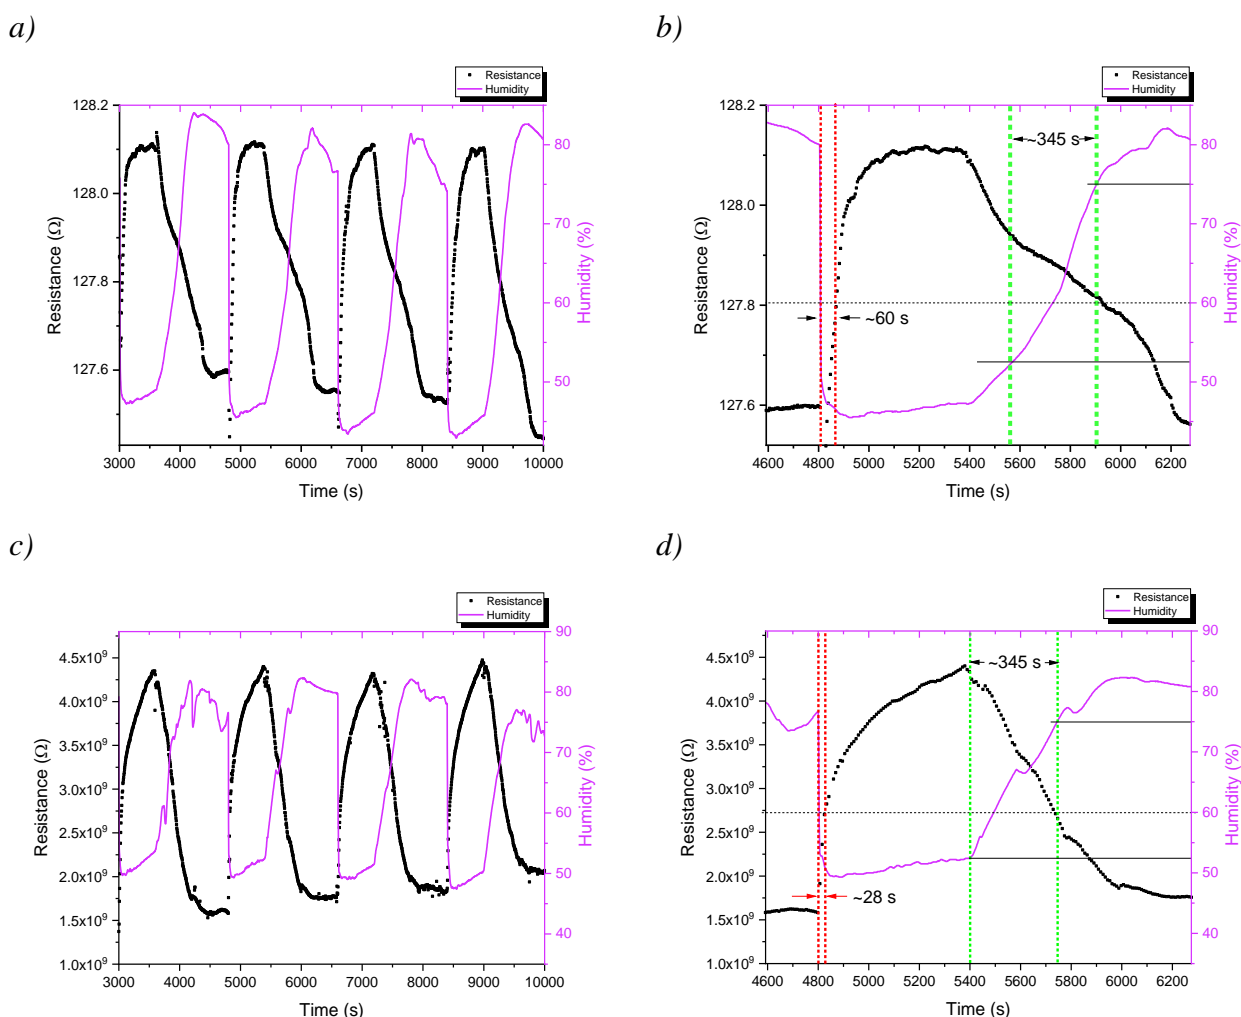 a)
Resistance
Humidity
128.2
128.0
127.8
127.6
80
70
60
50
3000 4000 5000 6000 7000 8000 9000 10000
Time (s)
Resistance (Ω)
Humidity (%)
b)
Resistance
Humidity
128.2
128.0
127.8
127.6
~345 s
~60 s
80
70
60
50
4600 4800 5000 5200 5400 5600 5800 6000 6200
Time (s)
Resistance (Ω)
Humidity (%)
c)
Resistance
Humidity
4.5x10⁹
4.0x10⁹
3.5x10⁹
3.0x10⁹
2.5x10⁹
2.0x10⁹
1.5x10⁹
1.0x10⁹
90
80
70
60
50
40
3000 4000 5000 6000 7000 8000 9000 10000
Time (s)
Resistance (Ω)
Humidity (%)
d)
Resistance
Humidity
4.5x10⁹
4.0x10⁹
3.5x10⁹
3.0x10⁹
2.5x10⁹
2.0x10⁹
1.5x10⁹
1.0x10⁹
~345 s
~28 s
90
80
70
60
50
40
4600 4800 5000 5200 5400 5600 5800 6000 6200
Time (s)
Resistance (Ω)
Humidity (%)